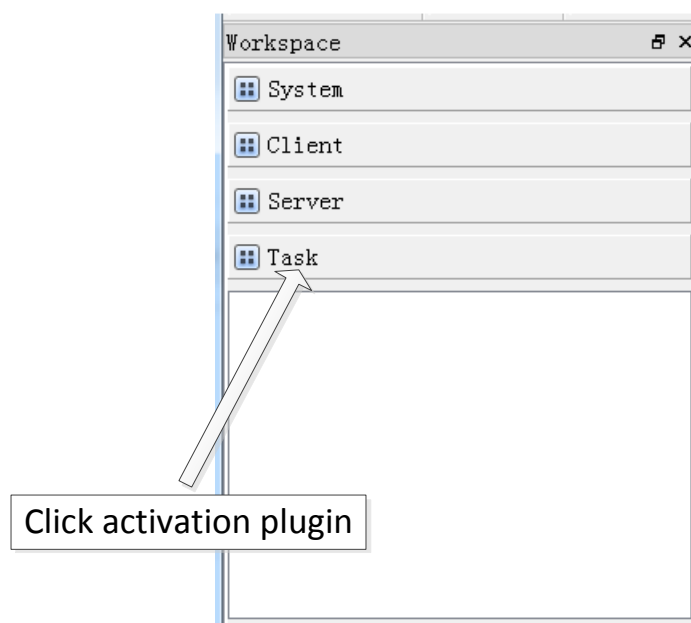 Workspace
System
Client
Server
Task
Click activation plugin